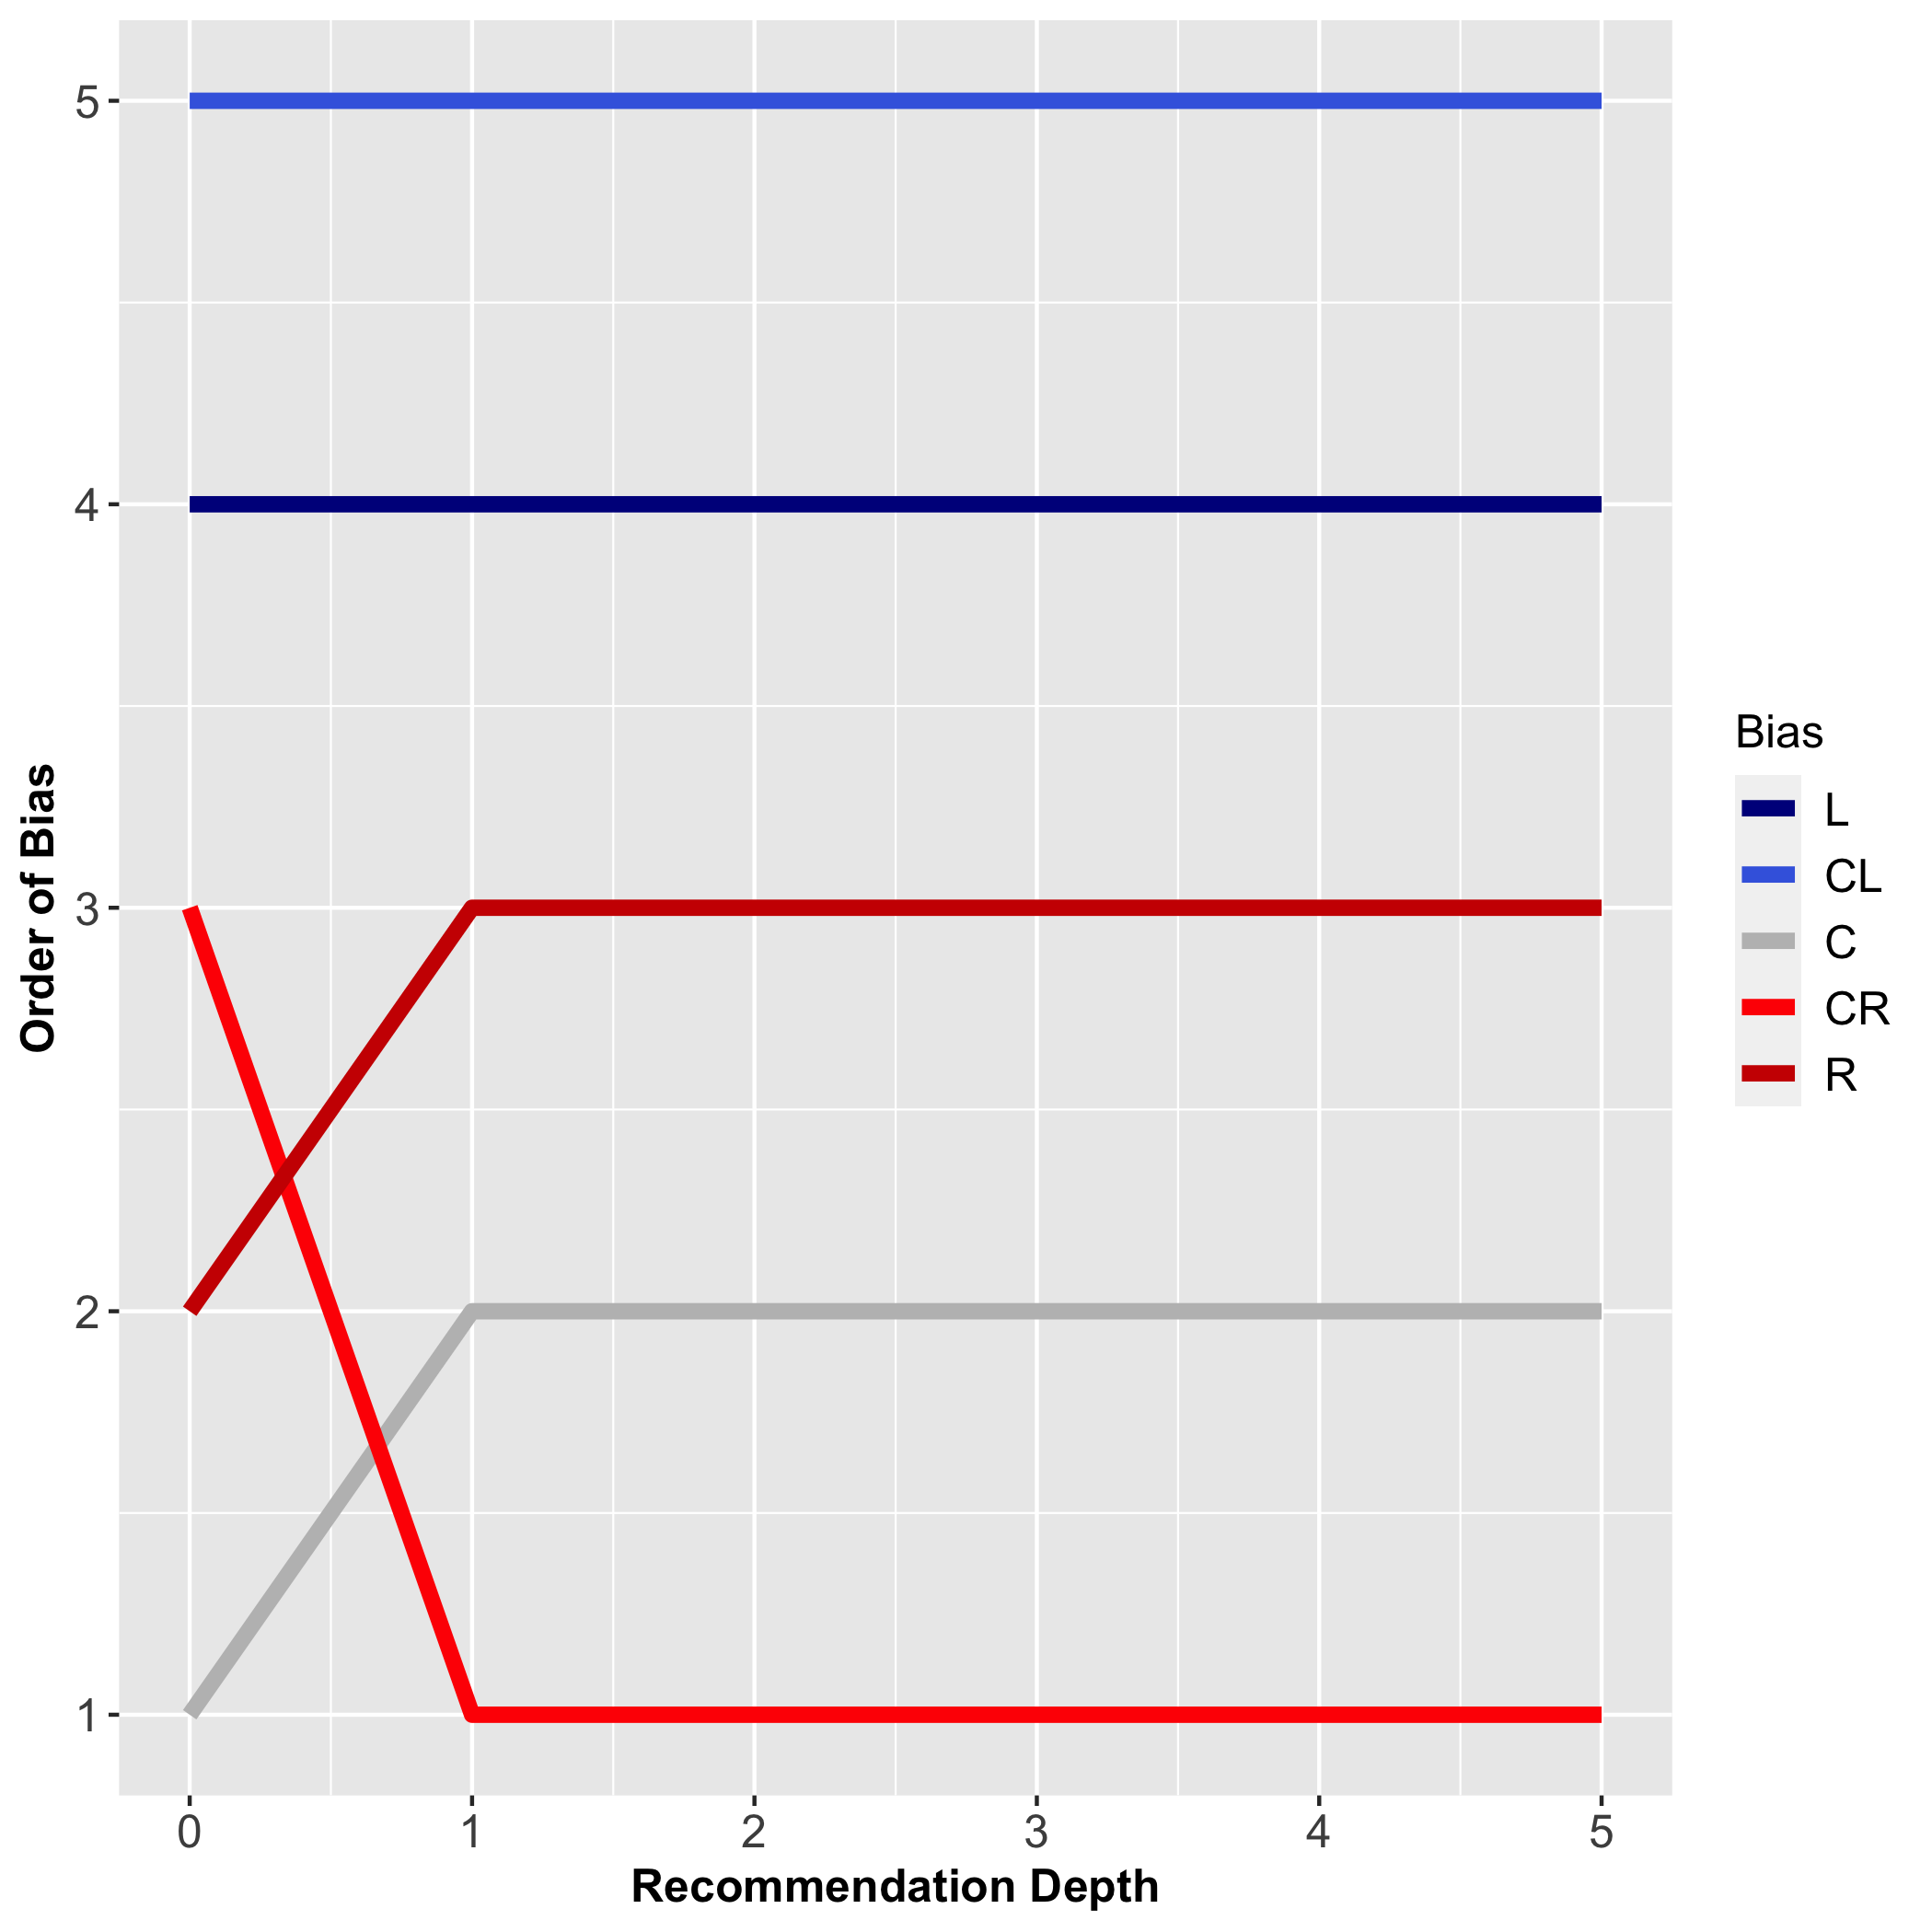 5
4
3
2
1
Order of Bias
0 1 2 3 4 5
Recommendation Depth
Bias
L
CL
C
CR
R